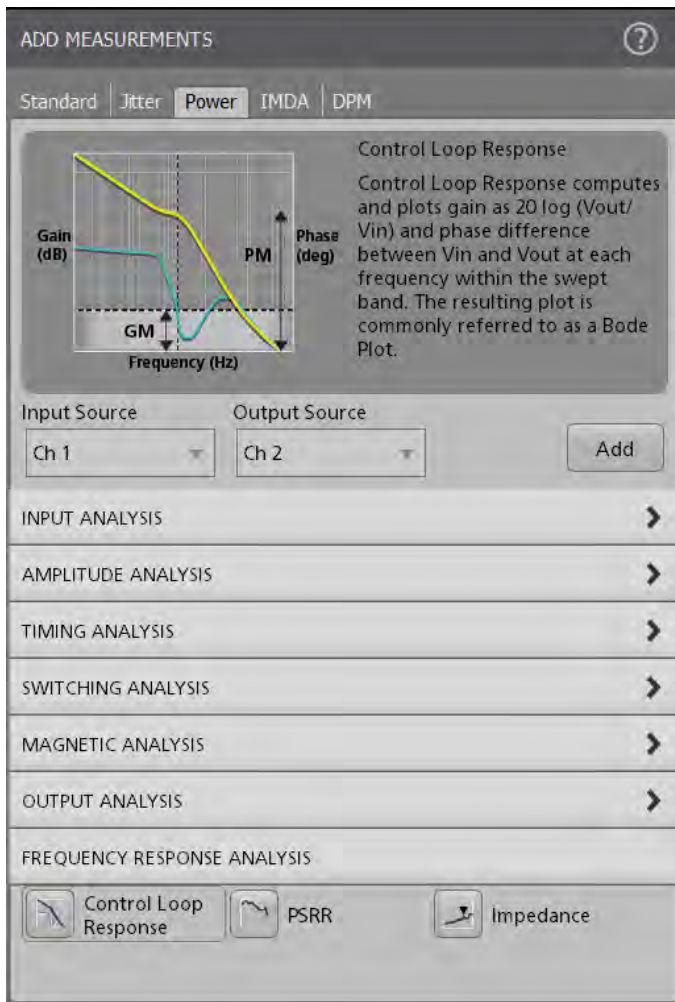 ADD MEASUREMENTS
?
Standard Jitter Power IMDA DPM
Gain
(dB)
PM
Phase
(deg)
GM
Frequency (Hz)
Control Loop Response
Control Loop Response computes
and plots gain as 20 log (Vout/
Vin) and phase difference
between Vin and Vout at each
frequency within the swept
band. The resulting plot is
commonly referred to as a Bode
Plot.
Input Source
Output Source
Ch 1
Ch 2
Add
INPUT ANALYSIS
AMPLITUDE ANALYSIS
TIMING ANALYSIS
SWITCHING ANALYSIS
MAGNETIC ANALYSIS
OUTPUT ANALYSIS
FREQUENCY RESPONSE ANALYSIS
Control Loop
Response
PSRR
Impedance